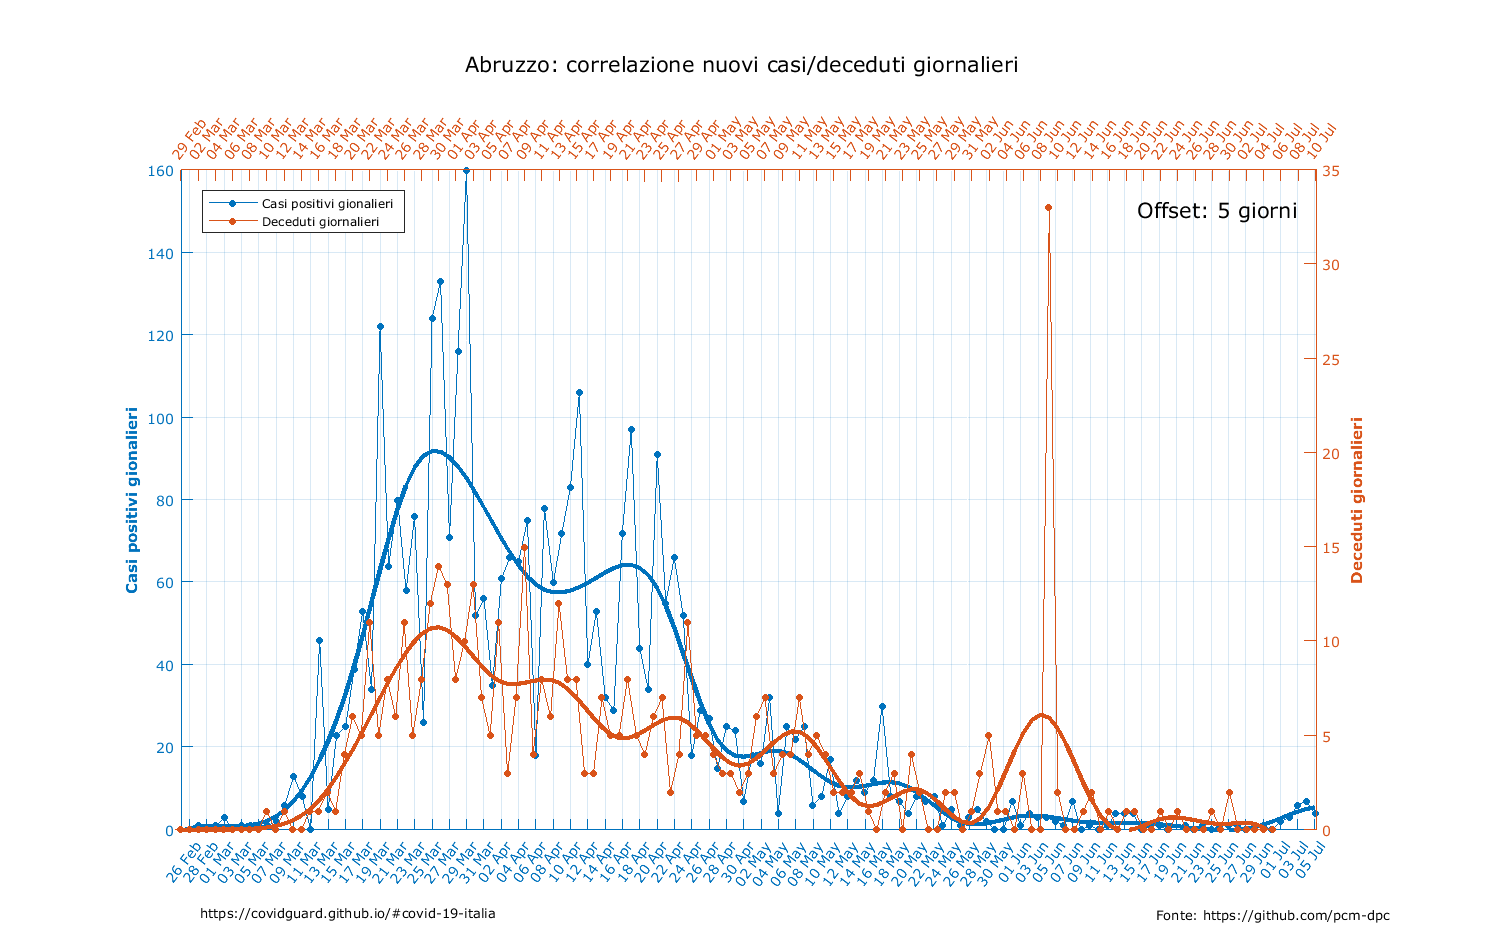 Abruzzo: correlazione nuovi casi/deceduti giornalieri
29 Feb
02 Mar
04 Mar
06 Mar
08 Mar
10 Mar
12 Mar
14 Mar
16 Mar
18 Mar
20 Mar
22 Mar
24 Mar
26 Mar
28 Mar
30 Mar
01 Apr
03 Apr
05 Apr
07 Apr
09 Apr
11 Apr
13 Apr
15 Apr
17 Apr
19 Apr
21 Apr
23 Apr
25 Apr
27 Apr
29 Apr
01 May
03 May
05 May
07 May
09 May
11 May
13 May
15 May
17 May
19 May
21 May
23 May
25 May
27 May
29 May
31 May
02 Jun
04 Jun
06 Jun
08 Jun
10 Jun
12 Jun
14 Jun
16 Jun
18 Jun
20 Jun
22 Jun
24 Jun
26 Jun
28 Jun
30 Jun
02 Jul
04 Jul
06 Jul
08 Jul
10 Jul
160
140
120
100
80
60
40
20
0
Casi positivi gionalieri
Casi positivi gionalieri
Deceduti giornalieri
Offset: 5 giorni
35
30
25
20
15
10
5
0
Deceduti giornalieri
26 Feb
28 Feb
01 Mar
03 Mar
05 Mar
07 Mar
09 Mar
11 Mar
13 Mar
15 Mar
17 Mar
19 Mar
21 Mar
23 Mar
25 Mar
27 Mar
29 Mar
31 Mar
02 Apr
04 Apr
06 Apr
08 Apr
10 Apr
12 Apr
14 Apr
16 Apr
18 Apr
20 Apr
22 Apr
24 Apr
26 Apr
28 Apr
30 Apr
02 May
04 May
06 May
08 May
10 May
12 May
14 May
16 May
18 May
20 May
22 May
24 May
26 May
28 May
30 May
01 Jun
03 Jun
05 Jun
07 Jun
09 Jun
11 Jun
13 Jun
15 Jun
17 Jun
19 Jun
21 Jun
23 Jun
25 Jun
27 Jun
29 Jun
01 Jul
03 Jul
05 Jul
https://covidguard.github.io/#covid-19-italia
Fonte: https://github.com/pcm-dpc